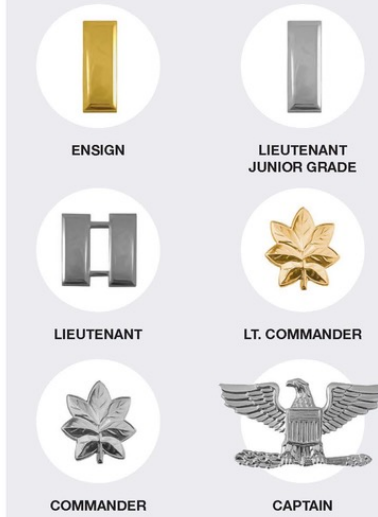 ENSIGN
LIEUTENANT
JUNIOR GRADE
LIEUTENANT
LT. COMMANDER
COMMANDER
CAPTAIN